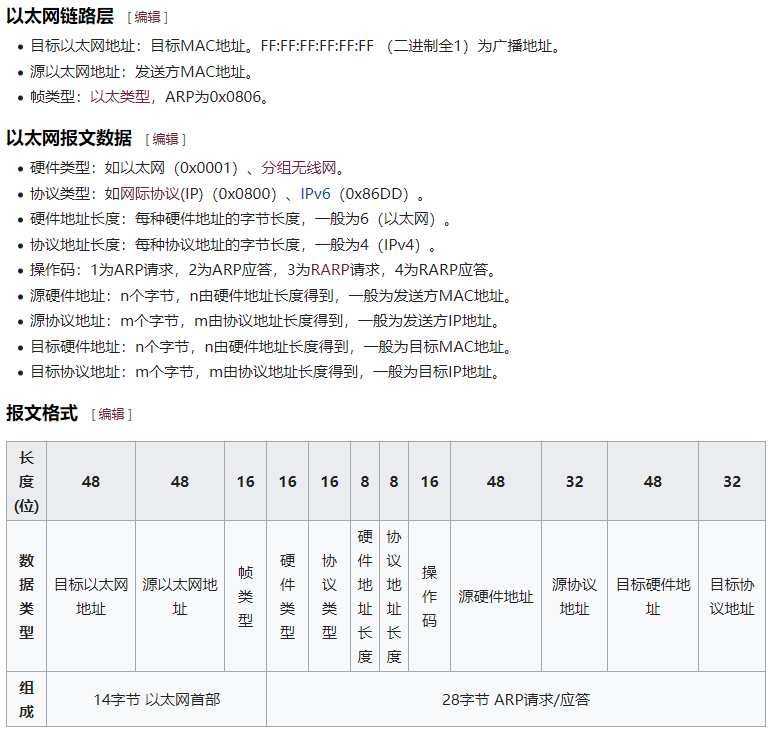 以太网链路层 [编辑]
• 目标以太网地址：目标MAC地址。FF:FF:FF:FF:FF:FF （二进制全1）为广播地址。
• 源以太网地址：发送方MAC地址。
• 帧类型：以太类型，ARP为0x0806。
以太网报文数据 [编辑]
• 硬件类型：如以太网（0x0001）、分组无线网。
• 协议类型：如网际协议(IP)（0x0800）、IPv6（0x86DD）。
• 硬件地址长度：每种硬件地址的字节长度，一般为6（以太网）。
• 协议地址长度：每种协议地址的字节长度，一般为4（IPv4）。
• 操作码：1为ARP请求，2为ARP应答，3为RARP请求，4为RARP应答。
• 源硬件地址：n个字节，n由硬件地址长度得到，一般为发送方MAC地址。
• 源协议地址：m个字节，m由协议地址长度得到，一般为发送方IP地址。
• 目标硬件地址：n个字节，n由硬件地址长度得到，一般为目标MAC地址。
• 目标协议地址：m个字节，m由协议地址长度得到，一般为目标IP地址。
报文格式 [编辑]
长度(位) 48 48 16 16 16 8 8 16 48 32 48 32
数据类型 目标以太网地址 源以太网地址 帧类型 硬件类型 协议类型 硬件地址长度 协议地址长度 操作码 源硬件地址 源协议地址 目标硬件地址 目标协议地址
组成 14字节 以太网首部 28字节 ARP请求/应答